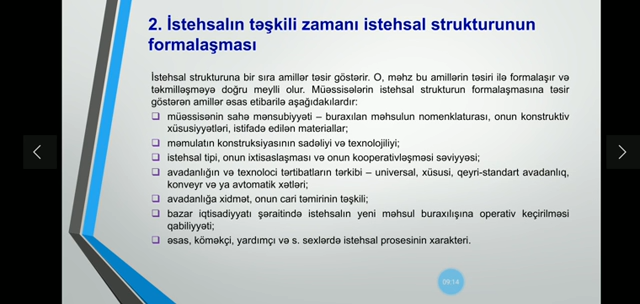 2. İstehsalın təşkili zamanı istehsal strukturunun
formalaşması
İstehsal strukturuna bir sıra amillər təsir göstərir. O, məhz bu amillərin təsiri ilə formalaşır və
təkmilləşməyə doğru meylli olur. Müəssisələrin istehsal strukturun formalaşmasına təsir
göstərən amillər əsas etibarilə aşağıdakılardır:
müəssisənin sahə mənsubiyyəti – buraxılan məhsulun nomenklaturası, onun konstruktiv
xüsusiyyətləri, istifadə edilən materiallar;
məmulatın konstruksiyasının sadəliyi və texnolojiliyi;
istehsal tipi, onun ixtisaslaşması və onun kooperativləşməsi səviyyəsi;
avadanlığın və texnoloci tərtibatların tərkibi – universal, xüsusi, qeyri-standart avadanlıq,
konveyr və ya avtomatik xətləri;
avadanlığa xidmət, onun cari təmirinin təşkili;
bazar iqtisadiyyatı şəraitində istehsalın yeni məhsul buraxılışına operativ keçirilməsi
qabiliyyəti;
əsas, köməkçi, yardımçı və s. sexlərdə istehsal prosesinin xarakteri.
09:14